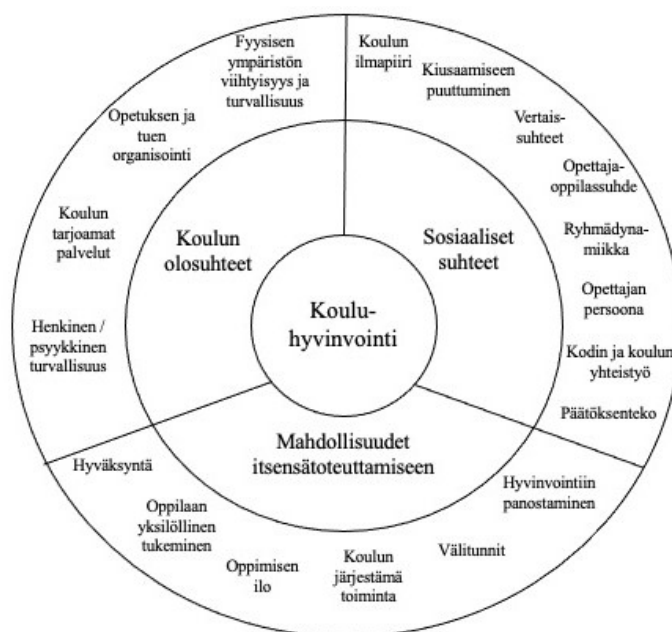 Fyysisen
ympäristön
viihtyisyys ja
turvallisuus
Koulun
ilmapiiri
Kiusaamiseen
puuttuminen
Vertais-
suhteet
Opettaja-
oppilassuhde
Ryhmädyna-
miikka
Opettajan
persoona
Kodin ja koulun
yhteistyö
Päätöksenteko
Opetuksen ja
tuen
organisointi
Koulun
tarjoamat
palvelut
Henkinen /
psyykkinen
turvallisuus
Koulun
olosuhteet
Sosiaaliset
suhteet
Koulu-
hyvinvointi
Mahdollisuudet
itsensätoteuttamiseen
Hyväksyntä
Oppilaan
yksilöllinen
tukeminen
Oppimisen
ilo
Koulun
järjestämä
toiminta
Välitunnit
Hyvinvointiin
panostaminen